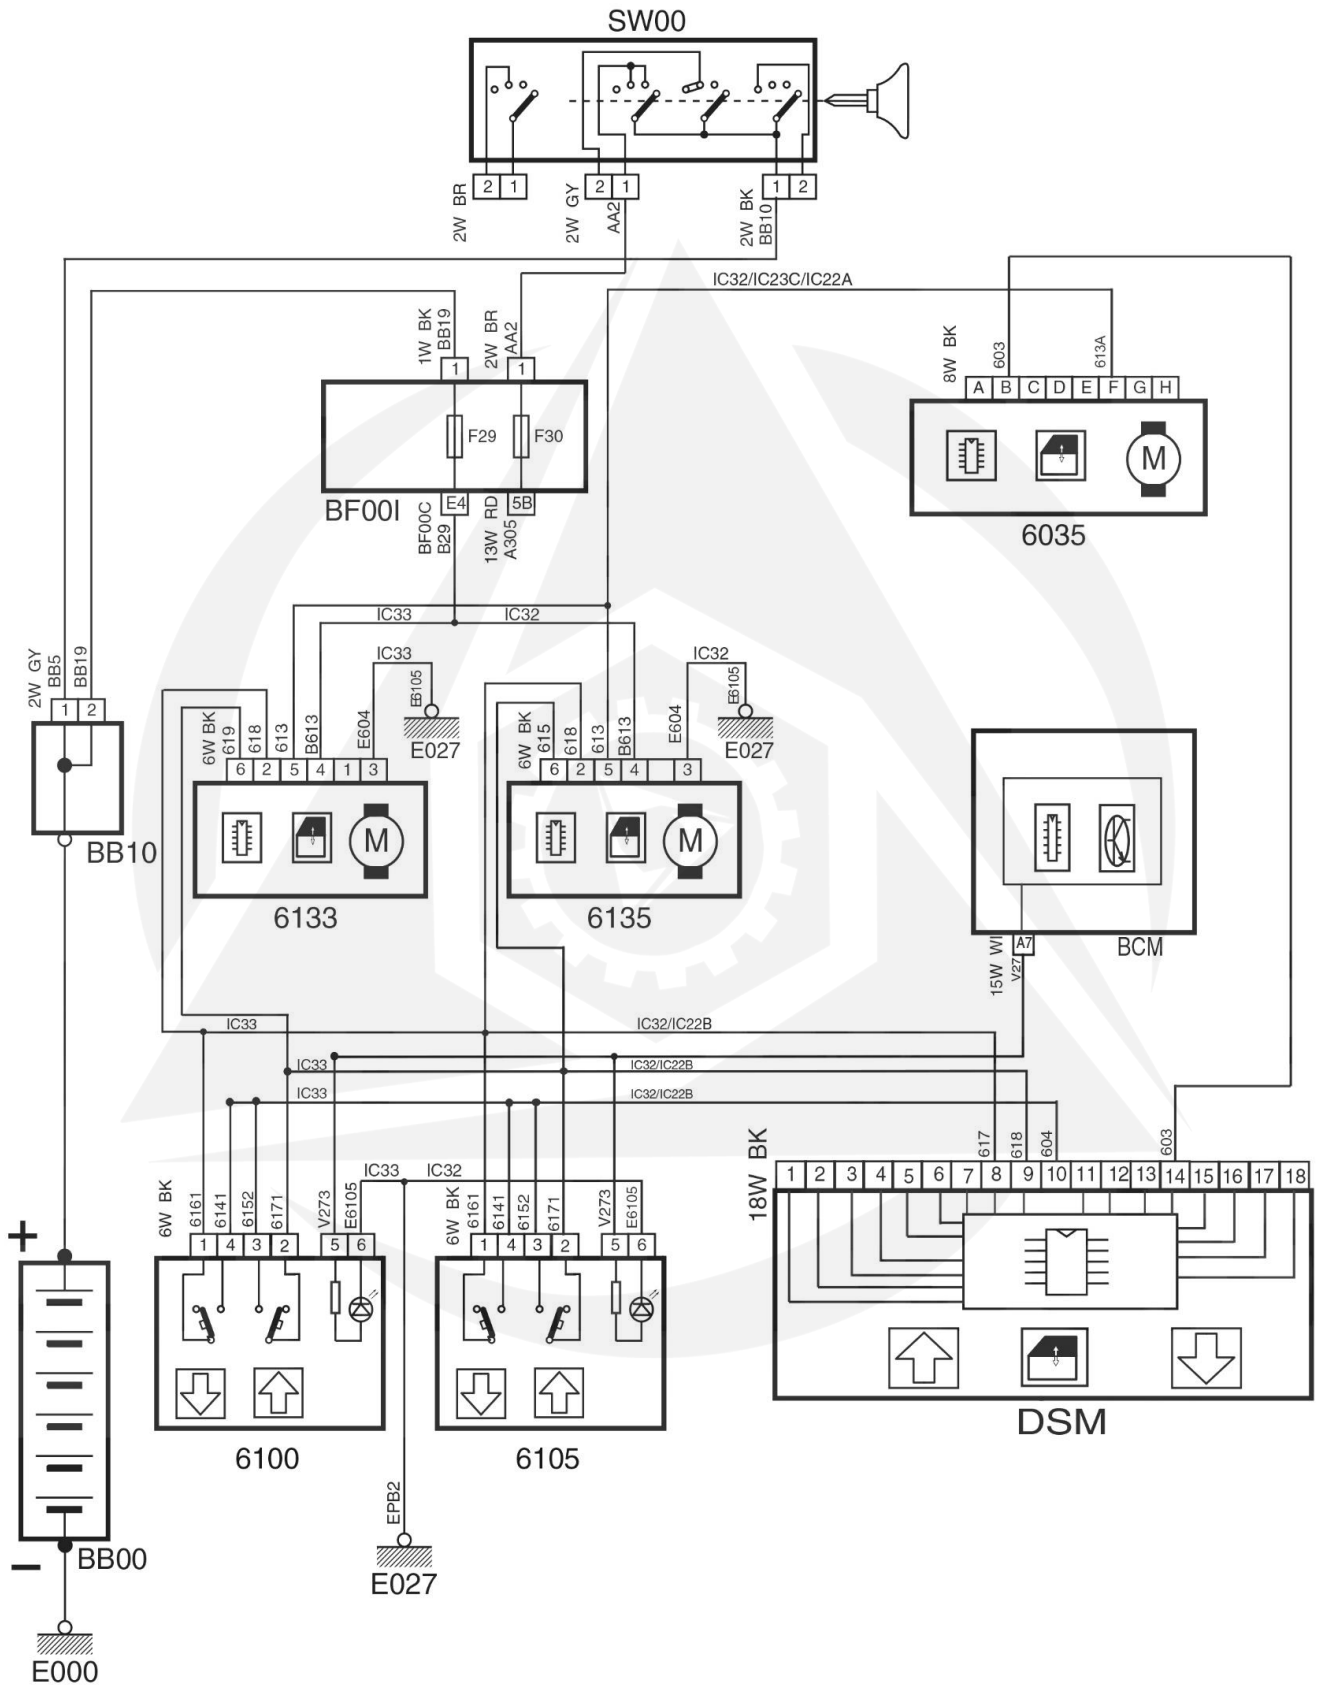 SW00
2 1
2 1
1 2
2W BR
2W GY
AA2
2W BK
BB10
IC32/IC23C/IC22A
1W BK
BB19
2W BR
AA2
1
1
F29
F30
BF00I
E4
5B
BF00C
B29
13W RD
A305
8W BK
603
613A
A B C D E F G H
M
6035
IC33
IC32
2W GY
BB5
BB19
1 2
BB10
IC33
E6105
E027
6W BK
619
618
613
B613
E604
6 2 5 4 1 3
M
6133
IC32
E6105
E027
6W BK
615
618
613
B613
E604
6 2 5 4 3
M
6135
BCM
A7
15W WI
V27
IC33
IC32/IC22B
IC33
IC32/IC22B
IC33
IC32/IC22B
617
618
604
603
18W BK
1 2 3 4 5 6 7 8 9 10 11 12 13 14 15 16 17 18
DSM
IC33
IC32
6W BK
6161
6141
6152
6171
V273
E6105
1 4 3 2 5 6
6100
6W BK
6161
6141
6152
6171
V273
E6105
1 4 3 2 5 6
6105
EPB2
E027
+
−
BB00
E000